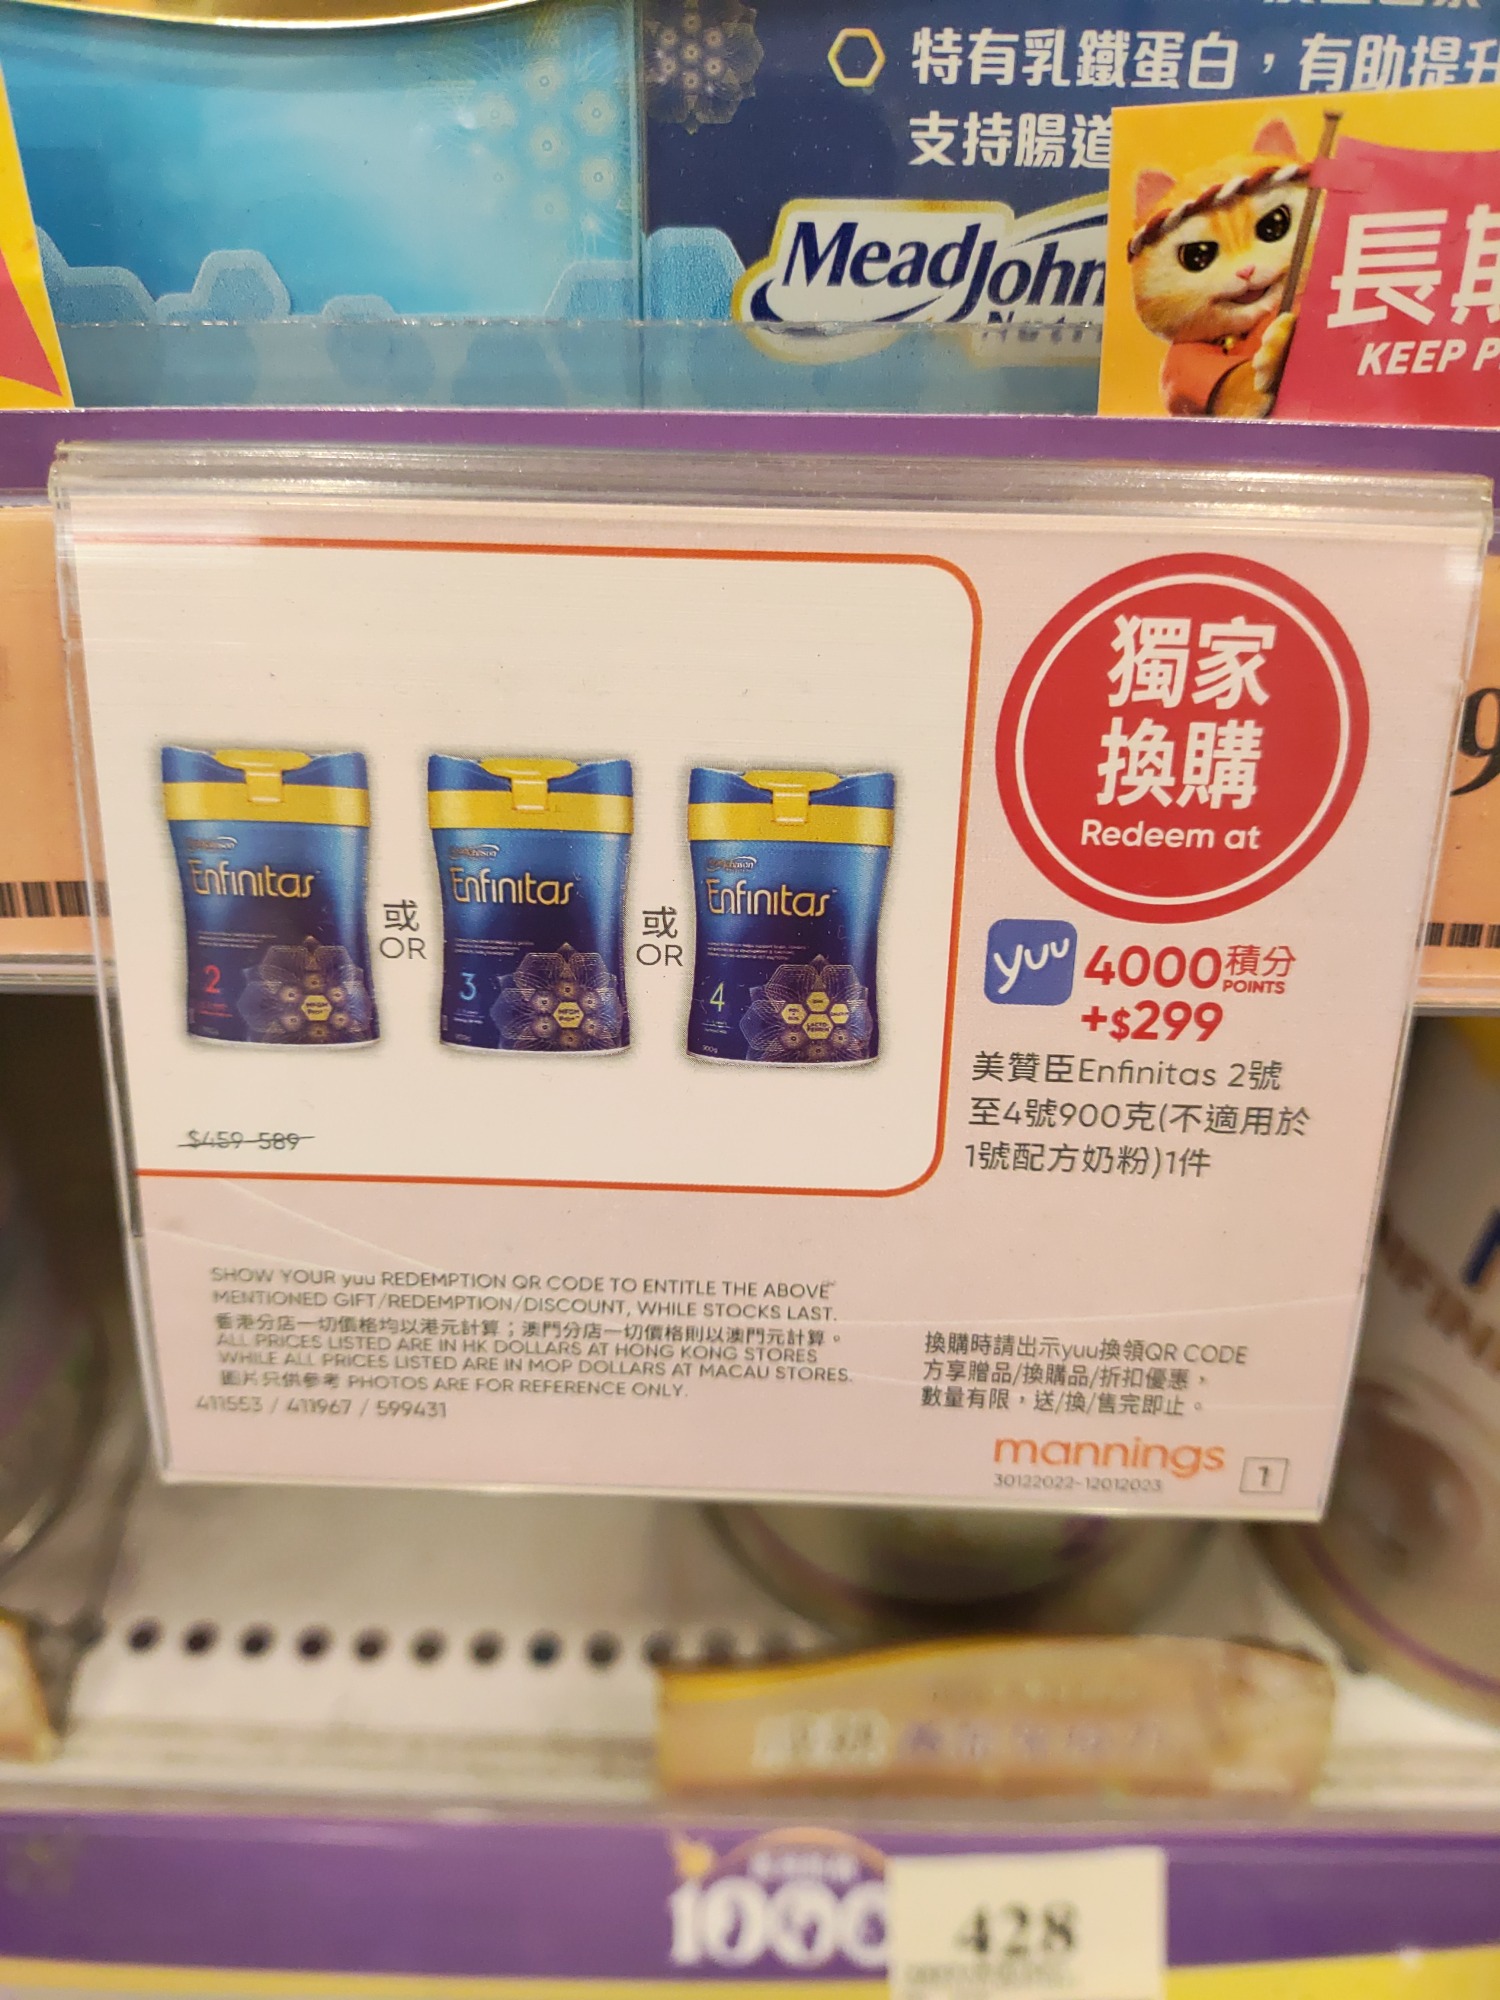 特有乳鐵蛋白，有助提升
支持腸道
MeadJohn
Nutri
長期
KEEP P
獨家
換購
Redeem at
Enfinitas
2
或
OR
Enfinitas
3
或
OR
Enfinitas
4
900g
yuu 4000積分
POINTS
+$299
美贊臣Enfinitas 2號
至4號900克(不適用於
1號配方奶粉)1件
$459-589
SHOW YOUR yuu REDEMPTION QR CODE TO ENTITLE THE ABOVE
MENTIONED GIFT/REDEMPTION/DISCOUNT, WHILE STOCKS LAST.
香港分店一切價格均以港元計算；澳門分店一切價格則以澳門元計算。
ALL PRICES LISTED ARE IN HK DOLLARS AT HONG KONG STORES
WHILE ALL PRICES LISTED ARE IN MOP DOLLARS AT MACAU STORES.
圖片只供參考 PHOTOS ARE FOR REFERENCE ONLY.
411553 / 411967 / 599431
換購時請出示yuu換領QR CODE
方享贈品/換購品/折扣優惠，
數量有限，送/換/售完即止。
mannings
30122022-12012023
1
9
1000
428